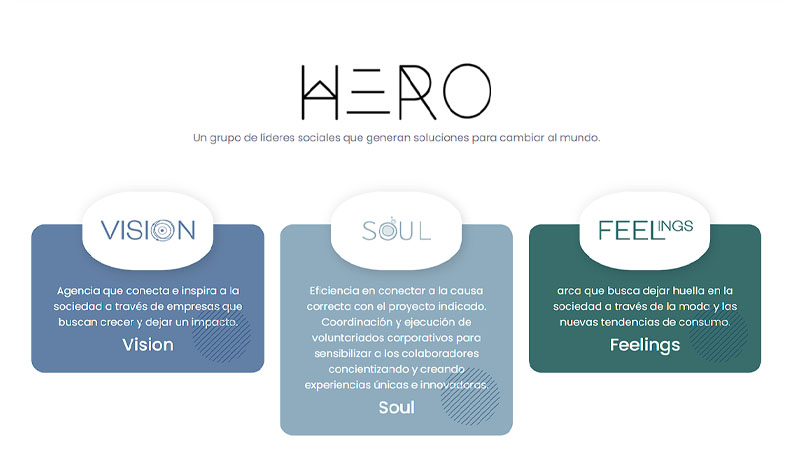 HERO
Un grupo de líderes sociales que generan soluciones para cambiar al mundo.
VISION
Agencia que conecta e inspira a la
sociedad a través de empresas que
buscan crecer y dejar un impacto.
Vision
SOUL
Eficiencia en conectar a la causa
correcta con el proyecto indicado.
Coordinación y ejecución de
voluntariados corporativos para
sensibilizar a los colaboradores
concientizando y creando
experiencias únicas e innovadoras.
Soul
FEELINGS
arca que busca dejar huella en la
sociedad a través de la moda y las
nuevas tendencias de consumo.
Feelings